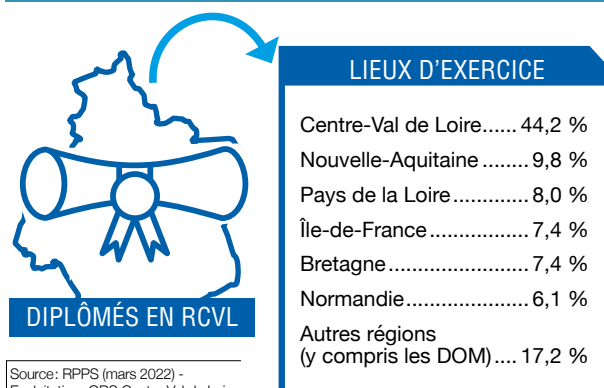 LIEUX D'EXERCICE
Centre-Val de Loire...... 44,2 %
Nouvelle-Aquitaine ........ 9,8 %
Pays de la Loire............. 8,0 %
Île-de-France................. 7,4 %
Bretagne........................ 7,4 %
Normandie..................... 6,1 %
Autres régions
(y compris les DOM).... 17,2 %
DIPLÔMÉS EN RCVL
Source: RPPS (mars 2022) -